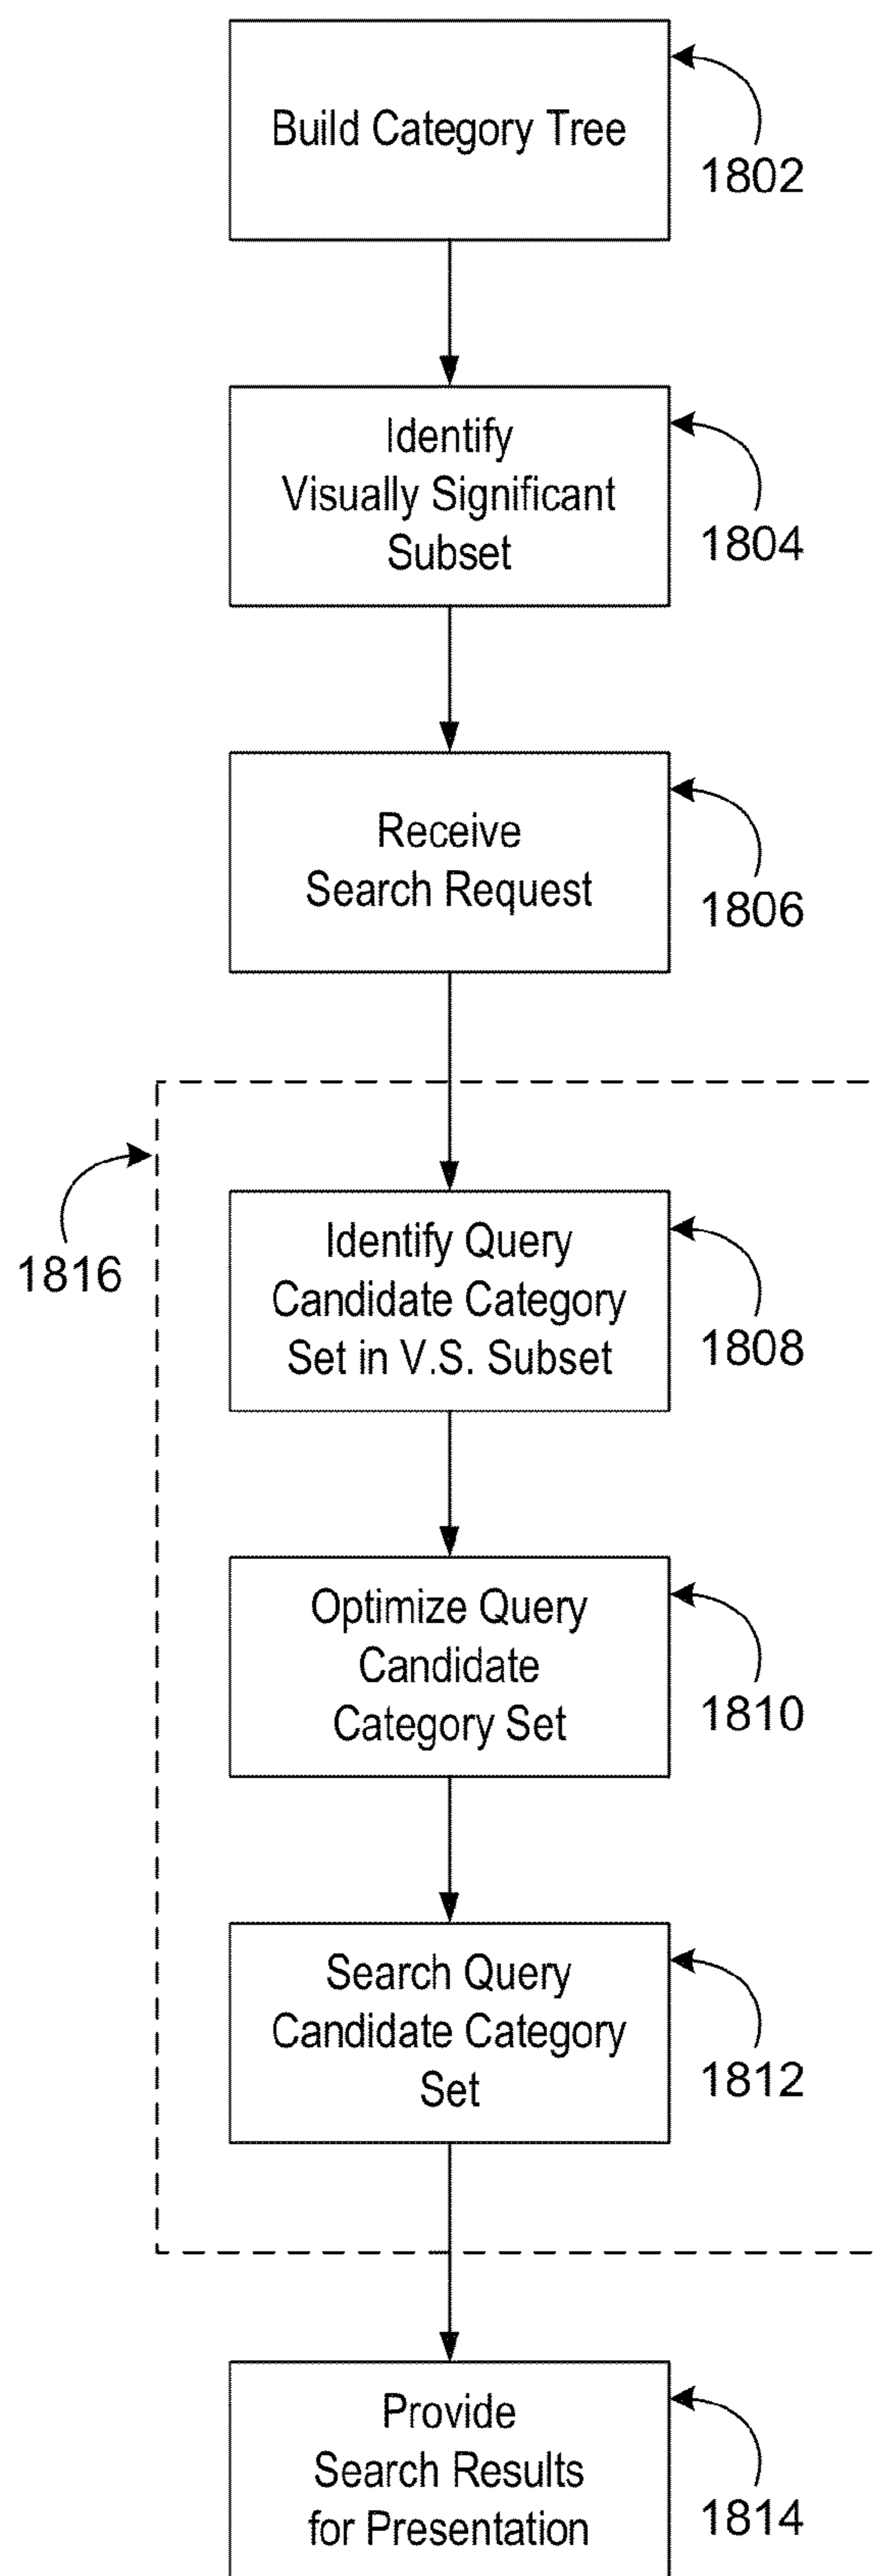 Build Category Tree
1802
Identify
Visually Significant
Subset
1804
Receive
Search Request
1806
1816
Identify Query
Candidate Category
Set in V.S. Subset
1808
Optimize Query
Candidate
Category Set
1810
Search Query
Candidate Category
Set
1812
Provide
Search Results
for Presentation
1814